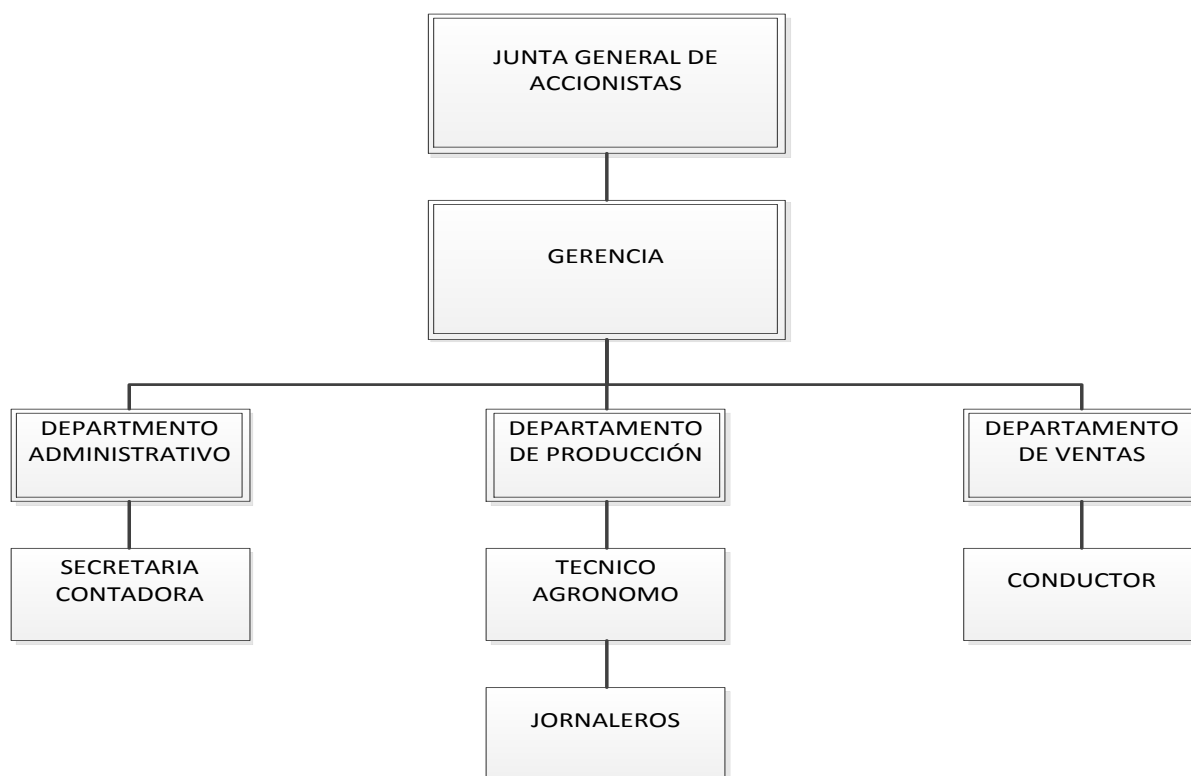 JUNTA GENERAL DE
ACCIONISTAS
GERENCIA
DEPARTMENTO
ADMINISTRATIVO
DEPARTAMENTO
DE PRODUCCIÓN
DEPARTAMENTO
DE VENTAS
SECRETARIA
CONTADORA
TECNICO
AGRONOMO
CONDUCTOR
JORNALEROS